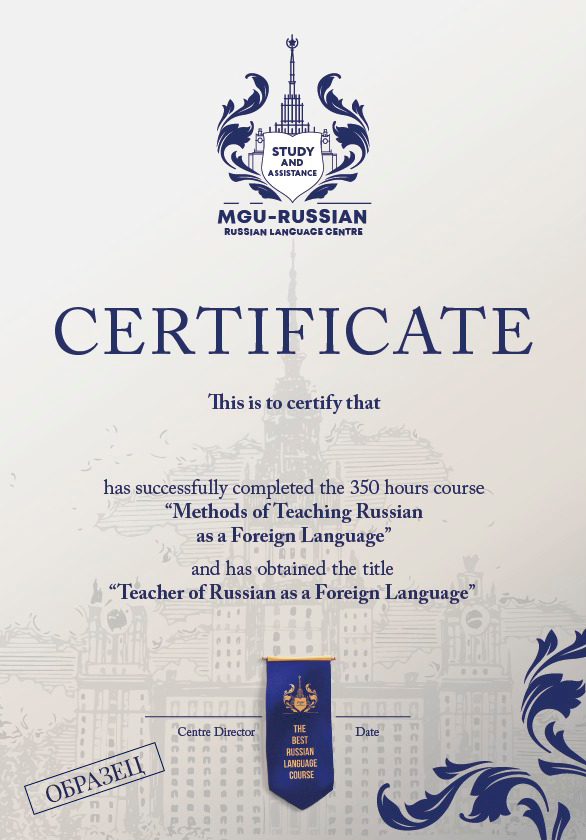 STUDY
AND
ASSISTANCE
MGU-RUSSIAN
RUSSIAN LANGUAGE CENTRE
CERTIFICATE
This is to certify that
has successfully completed the 350 hours course
“Methods of Teaching Russian
as a Foreign Language”
and has obtained the title
“Teacher of Russian as a Foreign Language”
Centre Director
Date
THE
BEST
RUSSIAN
LANGUAGE
COURSE
ОБРАЗЕЦ